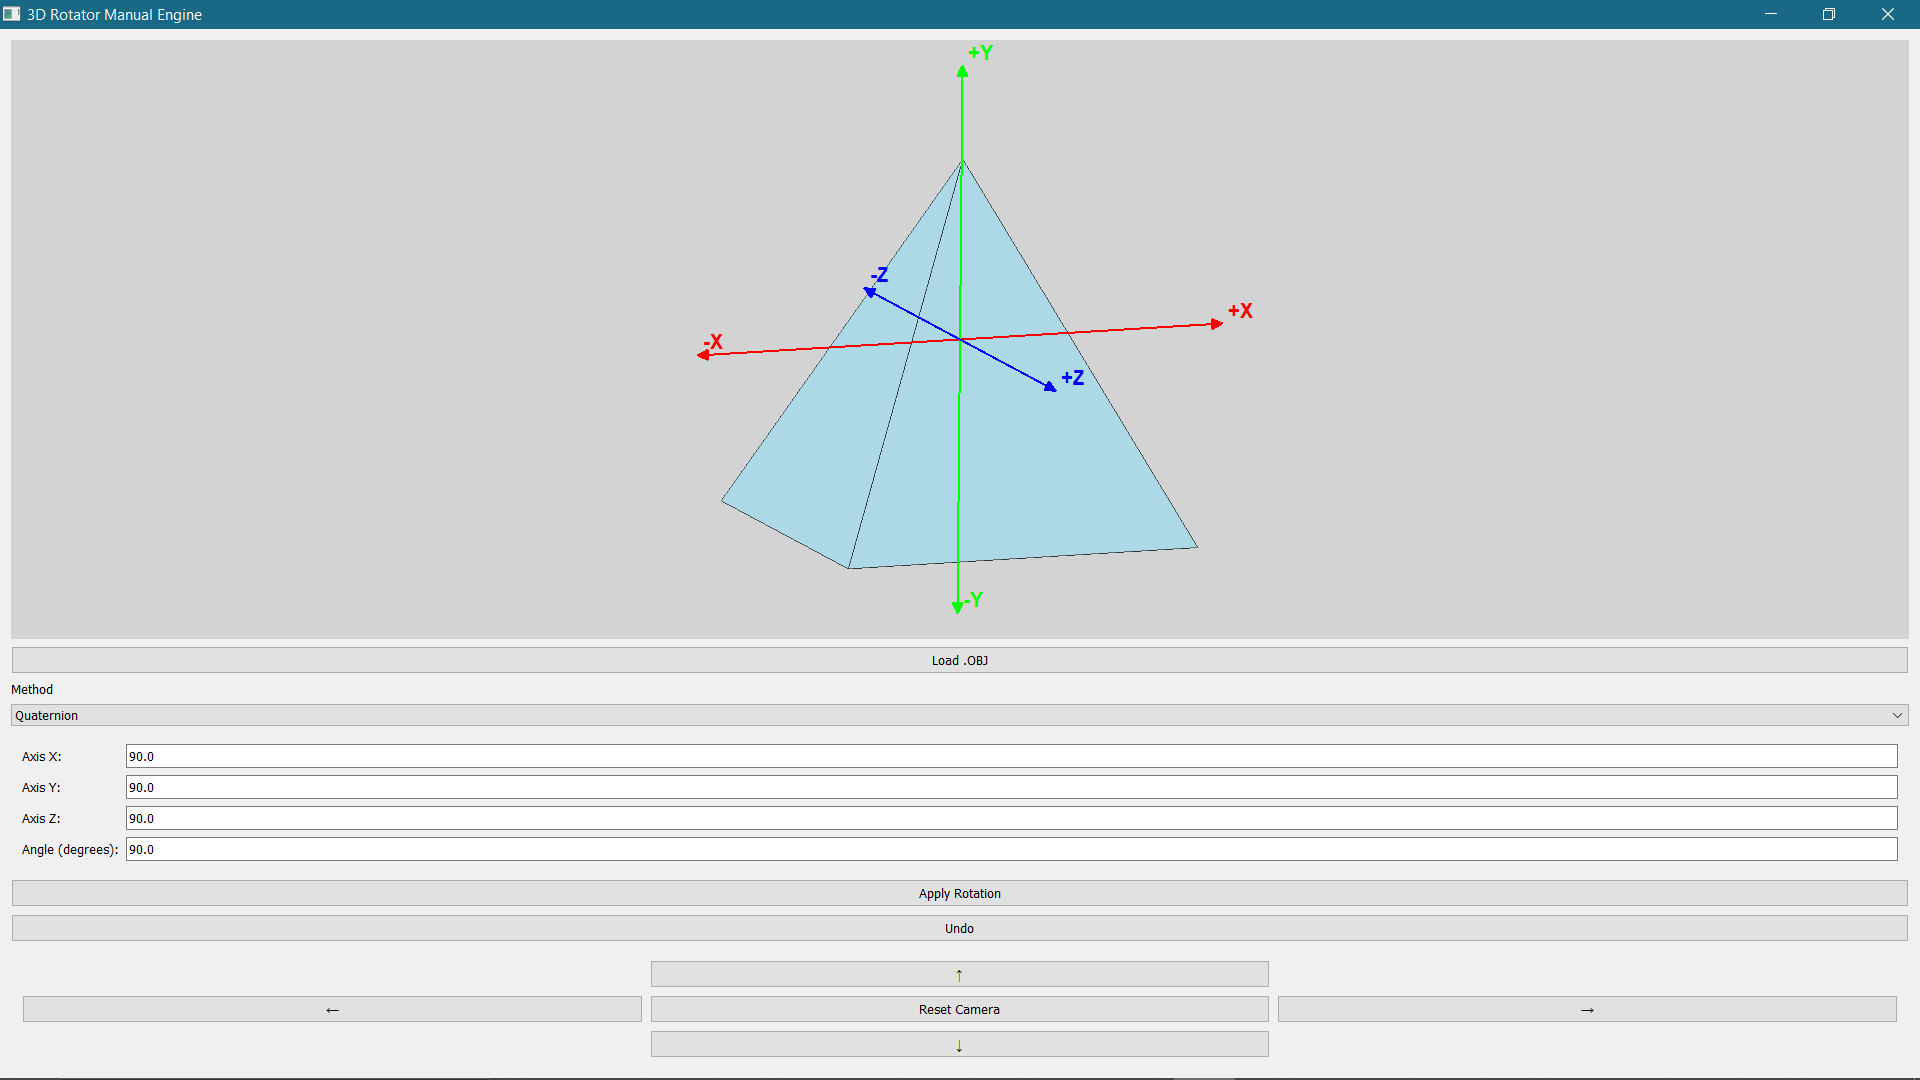 3D Rotator Manual Engine
+Y
-Z
+X
-X
+Z
-Y
Load .OBJ
Method
Quaternion
Axis X: 90.0
Axis Y: 90.0
Axis Z: 90.0
Angle (degrees): 90.0
Apply Rotation
Undo
↑
← Reset Camera →
↓